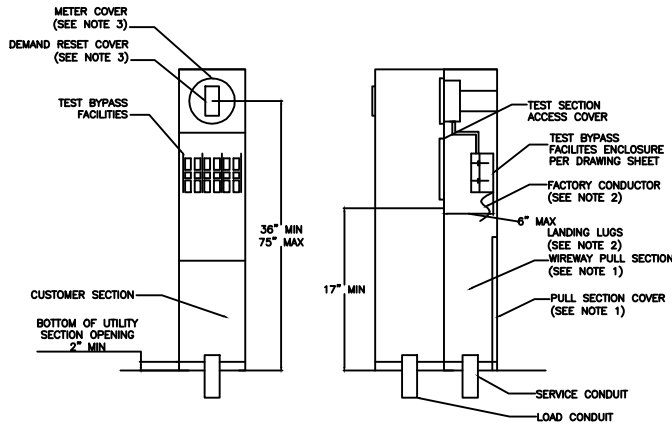 METER COVER
(SEE NOTE 3)
DEMAND RESET COVER
(SEE NOTE 3)
TEST BYPASS
FACILITIES
36" MIN
75" MAX
CUSTOMER SECTION
BOTTOM OF UTILITY
SECTION OPENING
2" MIN
TEST SECTION
ACCESS COVER
TEST BYPASS
FACILITES ENCLOSURE
PER DRAWING SHEET
FACTORY CONDUCTOR
(SEE NOTE 2)
6" MAX
LANDING LUGS
(SEE NOTE 2)
WIREWAY PULL SECTION
(SEE NOTE 1)
17" MIN
PULL SECTION COVER
(SEE NOTE 1)
SERVICE CONDUIT
LOAD CONDUIT